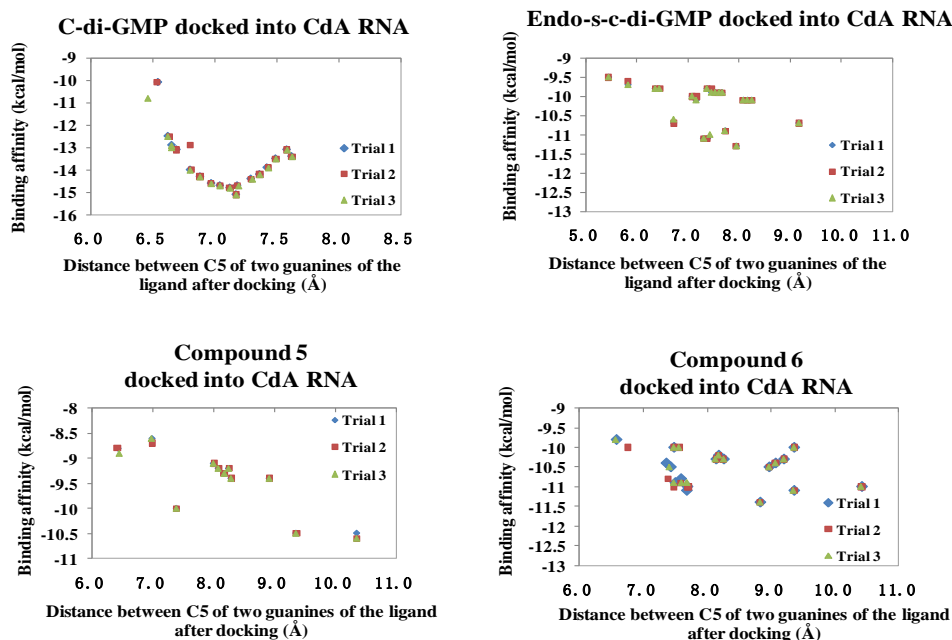 C-di-GMP docked into CdA RNA
Binding affinity (kcal/mol)
-9
-10
-11
-12
-13
-14
-15
-16
6.0 6.5 7.0 7.5 8.0 8.5
Trial 1
Trial 2
Trial 3
Distance between C5 of two guanines of the
ligand after docking (Å)
Endo-s-c-di-GMP docked into CdA RNA
Binding affinity (kcal/mol)
-9
-9.5
-10
-10.5
-11
-11.5
-12
-12.5
-13
5.0 6.0 7.0 8.0 9.0 10.0 11.0
Trial 1
Trial 2
Trial 3
Distance between C5 of two guanines of the
ligand after docking (Å)
Compound 5
docked into CdA RNA
Binding affinity (kcal/mol)
-8
-8.5
-9
-9.5
-10
-10.5
-11
6.0 7.0 8.0 9.0 10.0 11.0
Trial 1
Trial 2
Trial 3
Distance between C5 of two guanines of the ligand
after docking (Å)
Compound 6
docked into CdA RNA
Binding affinity (kcal/mol)
-9
-9.5
-10
-10.5
-11
-11.5
-12
-12.5
-13
6.0 7.0 8.0 9.0 10.0 11.0
Trial 1
Trial 2
Trial 3
Distance between C5 of two guanines of the ligand
after docking (Å)